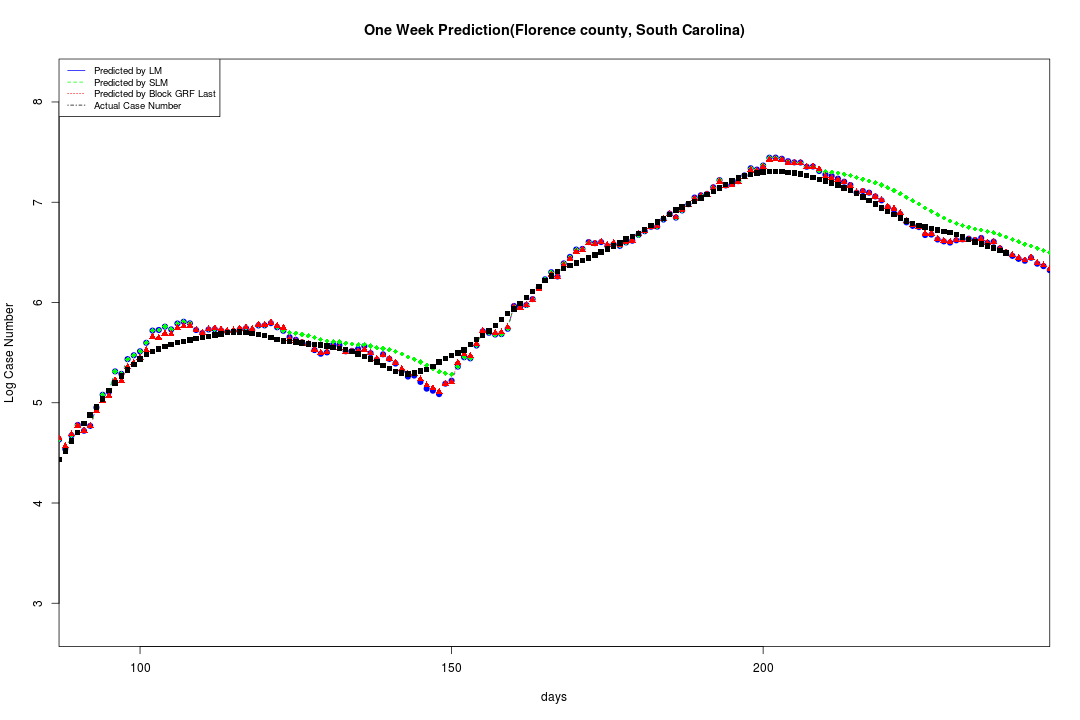 One Week Prediction(Florence county, South Carolina)
Predicted by LM
Predicted by SLM
Predicted by Block GRF Last
Actual Case Number
Log Case Number
8
7
6
5
4
3
100 150 200
days